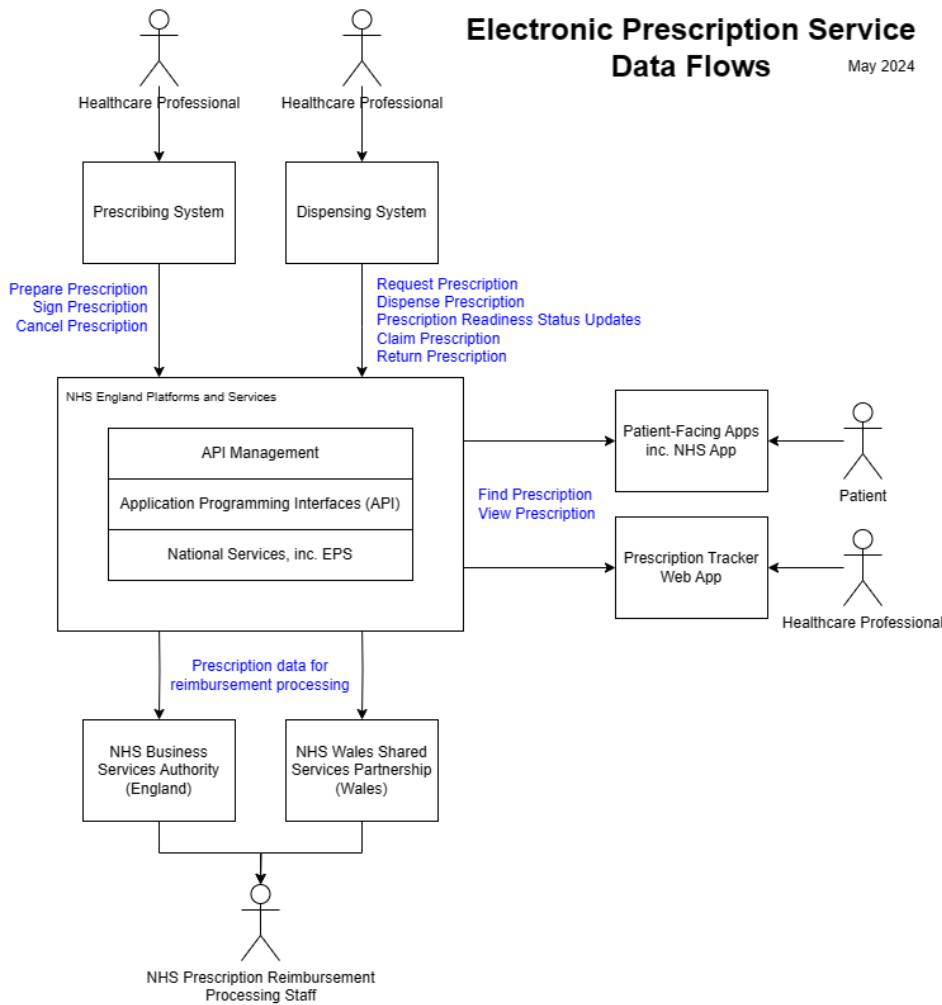 Electronic Prescription Service
Data Flows
May 2024
Healthcare Professional
Healthcare Professional
Prescribing System
Dispensing System
Prepare Prescription
Sign Prescription
Cancel Prescription
Request Prescription
Dispense Prescription
Prescription Readiness Status Updates
Claim Prescription
Return Prescription
NHS England Platforms and Services
API Management
Application Programming Interfaces (API)
National Services, inc. EPS
Patient-Facing Apps
inc. NHS App
Patient
Find Prescription
View Prescription
Prescription Tracker
Web App
Healthcare Professional
Prescription data for
reimbursement processing
NHS Business
Services Authority
(England)
NHS Wales Shared
Services Partnership
(Wales)
NHS Prescription Reimbursement
Processing Staff